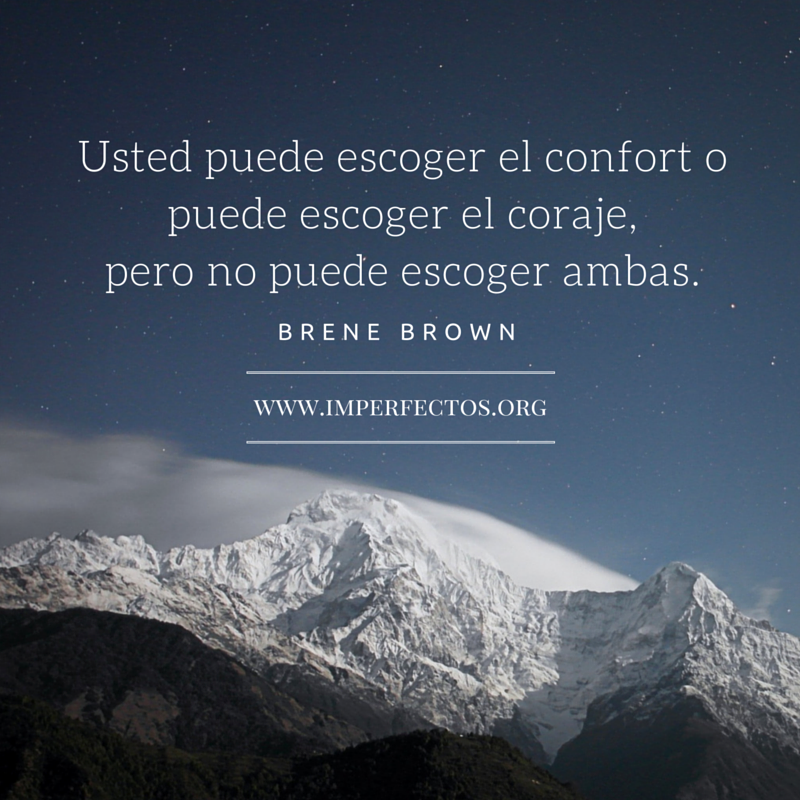 Usted puede escoger el confort o
puede escoger el coraje,
pero no puede escoger ambas.
BRENE BROWN
WWW.IMPERFECTOS.ORG